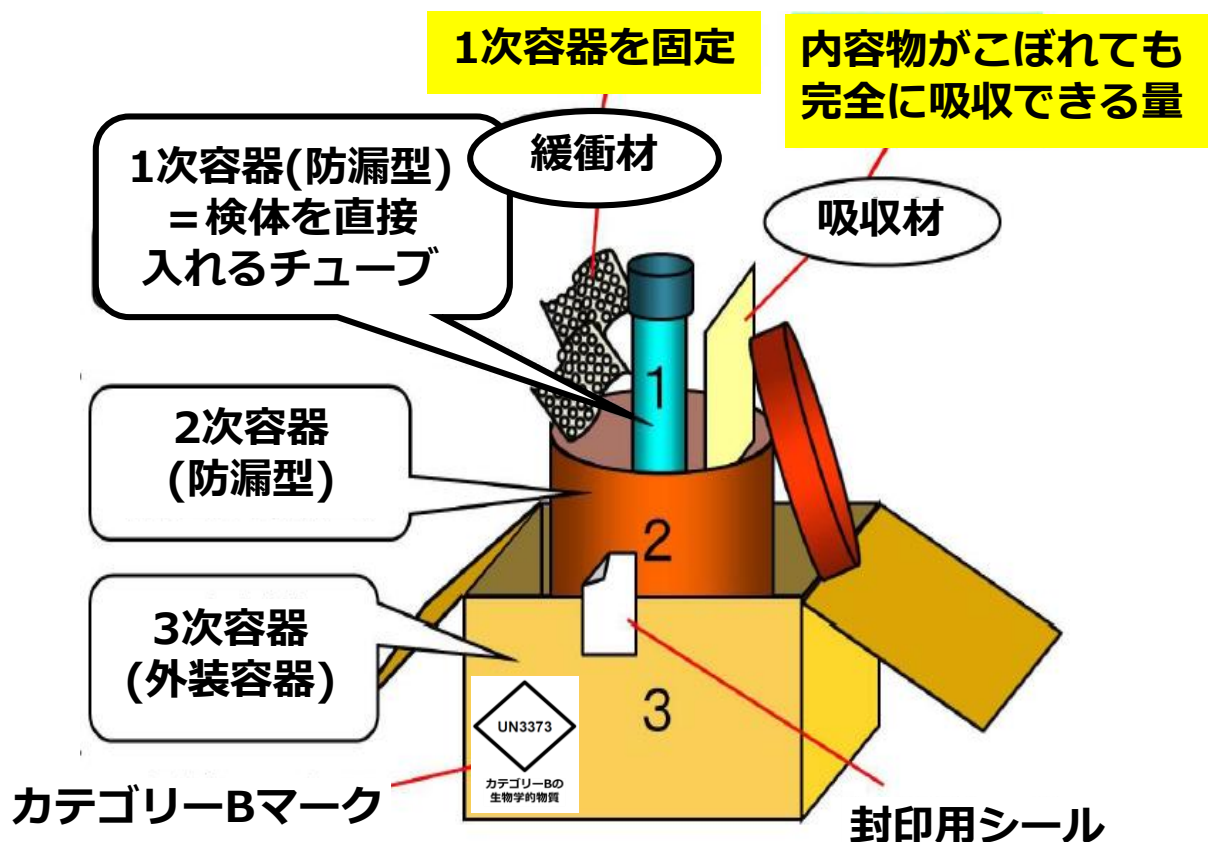 1次容器を固定
内容物がこぼれても
完全に吸収できる量
緩衝材
1次容器(防漏型)
＝検体を直接
入れるチューブ
吸収材
1
2次容器
(防漏型)
2
3次容器
(外装容器)
3
UN3373
カテゴリーBの
生物学的物質
カテゴリーBマーク
封印用シール